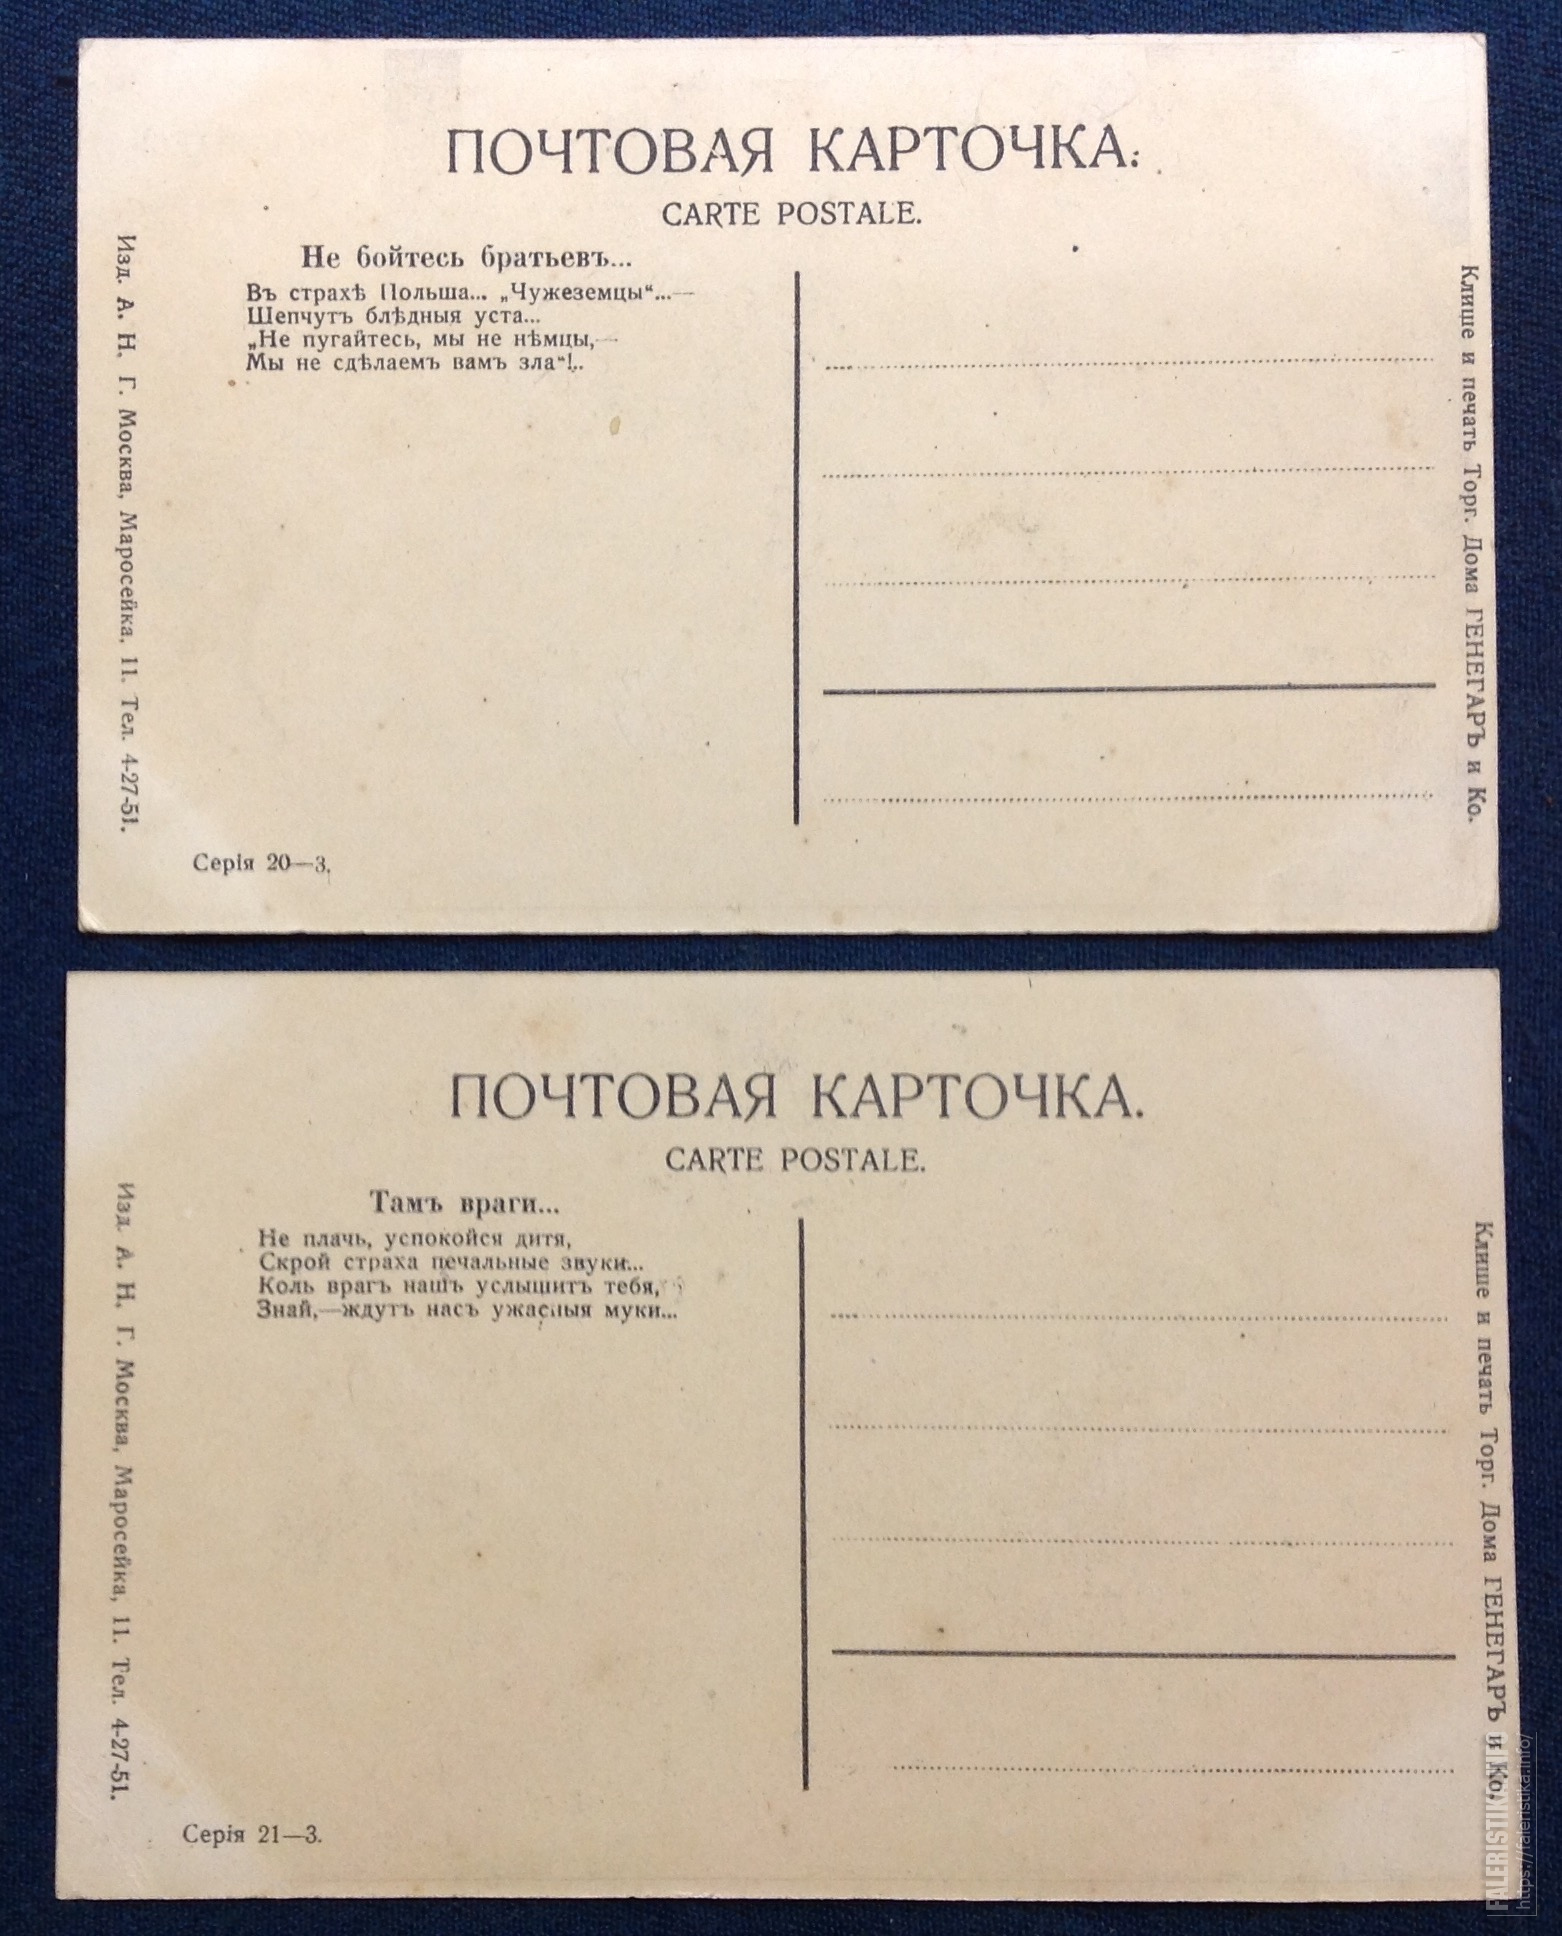 ПОЧТОВАЯ КАРТОЧКА.
CARTE POSTALE.
Не бойтесь братьевъ...
Въ страхѣ Польша... „Чужеземцы“...—
Шепчутъ блѣдныя уста...
„Не пугайтесь, мы не нѣмцы,—
Мы не сдѣлаемъ вамъ зла“!..
Изд. А. Н. Г. Москва, Маросейка, 11. Тел. 4-27-51.
Клише и печать Торг. Дома ГЕНЕГАРЪ и Ко.
Серія 20—3.
ПОЧТОВАЯ КАРТОЧКА.
CARTE POSTALE.
Тамъ враги...
Не плачь, успокойся дитя,
Скрой страха печальные звуки...
Коль врагъ нашъ услышитъ тебя,
Знай,—ждутъ насъ ужасныя муки...
Изд. А. Н. Г. Москва, Маросейка, 11. Тел. 4-27-51.
Клише и печать Торг. Дома ГЕНЕГАРЪ и Ко.
Серія 21—3.
FALERISTIKA.INFO
https://faleristika.info/